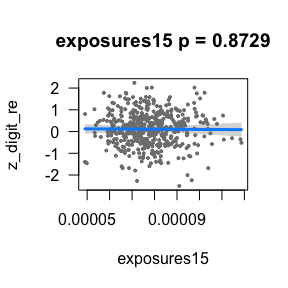 exposures15 p = 0.8729
z_digit_re
2
1
0
-1
-2
0.00005
0.00009
exposures15